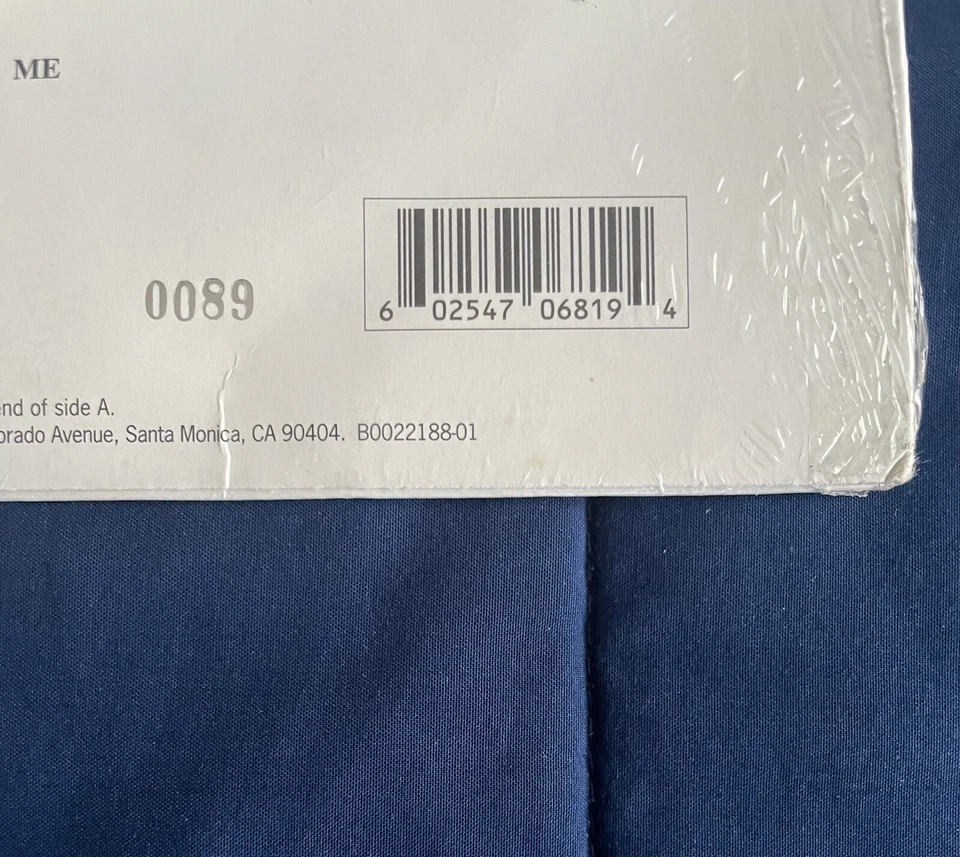 ME
0089
6 02547 06819 4
end of side A.
orado Avenue, Santa Monica, CA 90404. B0022188-01